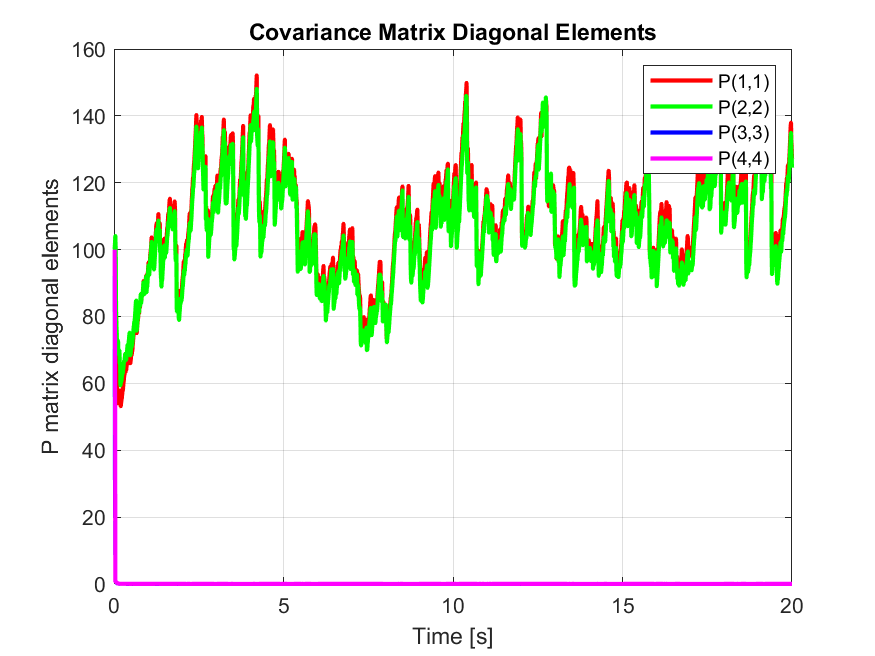 Covariance Matrix Diagonal Elements
160
140
120
100
80
60
40
20
0
P matrix diagonal elements
P(1,1)
P(2,2)
P(3,3)
P(4,4)
0 5 10 15 20
Time [s]